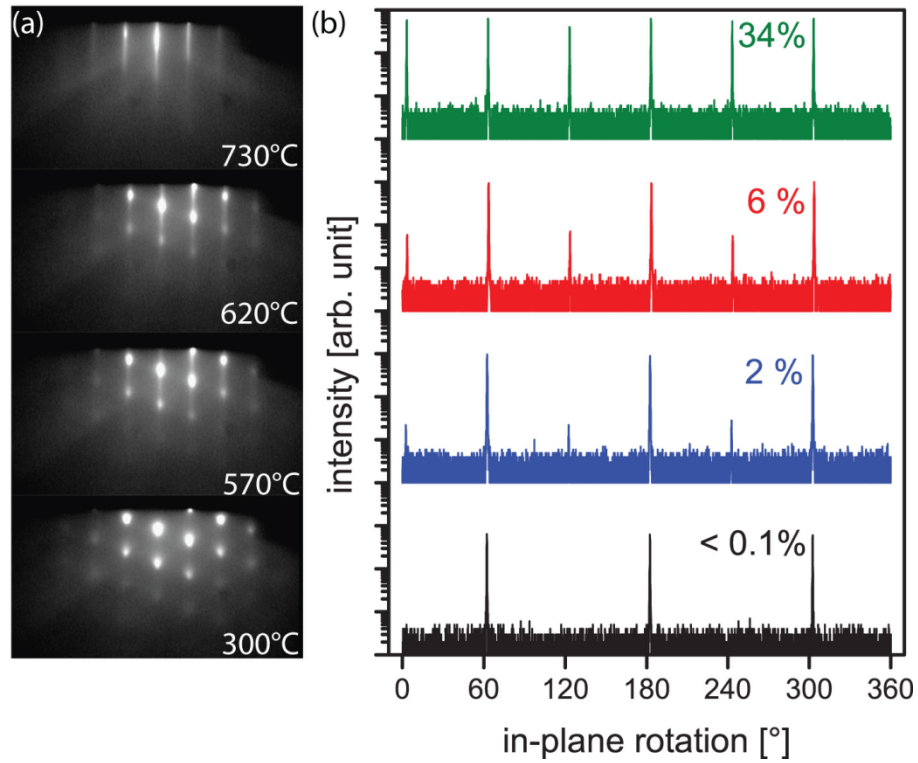 (a)
730°C
620°C
570°C
300°C
(b)
34%
6 %
2 %
< 0.1%
intensity [arb. unit]
0 60 120 180 240 300 360
in-plane rotation [°]